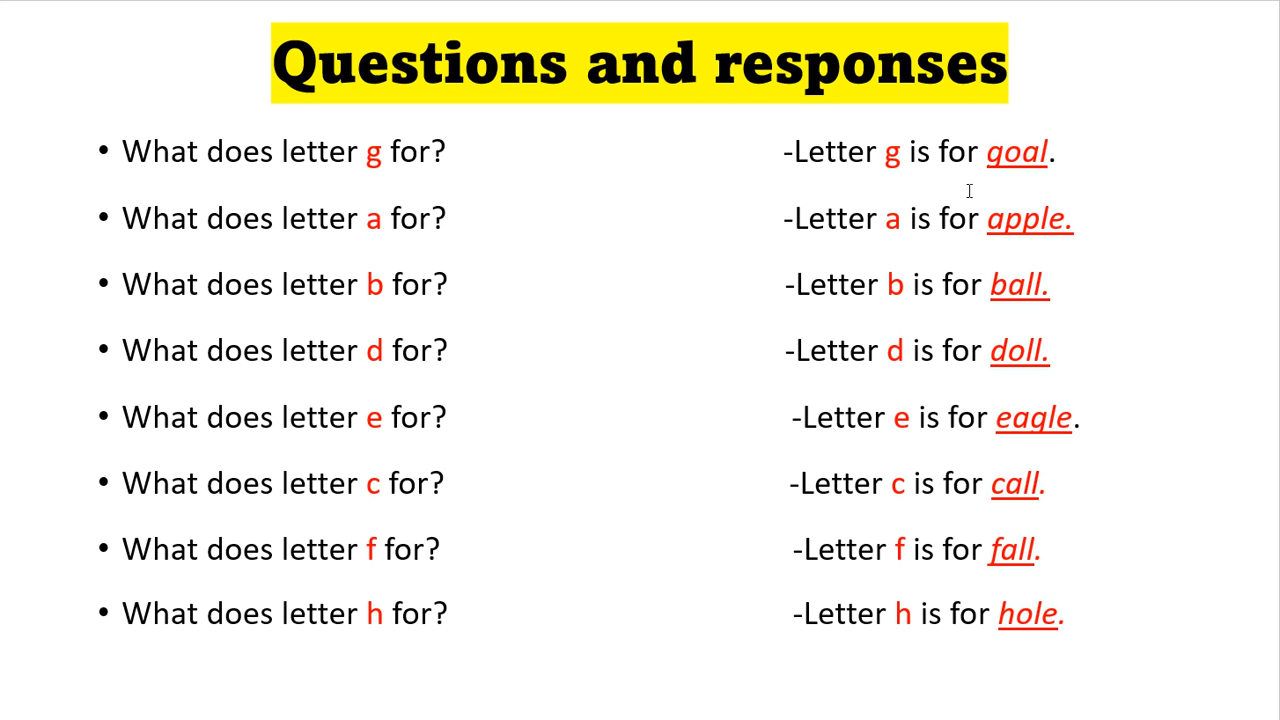 Questions and responses
• What does letter g for? -Letter g is for goal.
• What does letter a for? -Letter a is for apple.
• What does letter b for? -Letter b is for ball.
• What does letter d for? -Letter d is for doll.
• What does letter e for? -Letter e is for eagle.
• What does letter c for? -Letter c is for call.
• What does letter f for? -Letter f is for fall.
• What does letter h for? -Letter h is for hole.